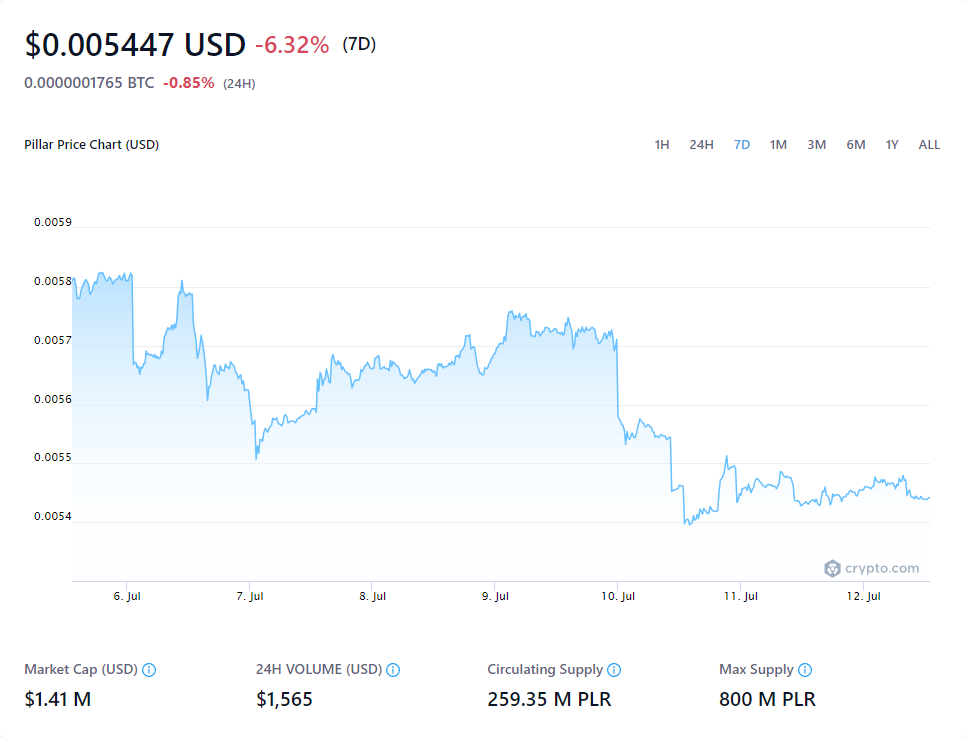 $0.005447 USD -6.32% (7D)
0.0000001765 BTC -0.85% (24H)
Pillar Price Chart (USD) 1H 24H 7D 1M 3M 6M 1Y ALL
0.0059
0.0058
0.0057
0.0056
0.0055
0.0054
crypto.com
6. Jul 7. Jul 8. Jul 9. Jul 10. Jul 11. Jul 12. Jul
Market Cap (USD) 24H VOLUME (USD) Circulating Supply Max Supply
$1.41 M $1,565 259.35 M PLR 800 M PLR